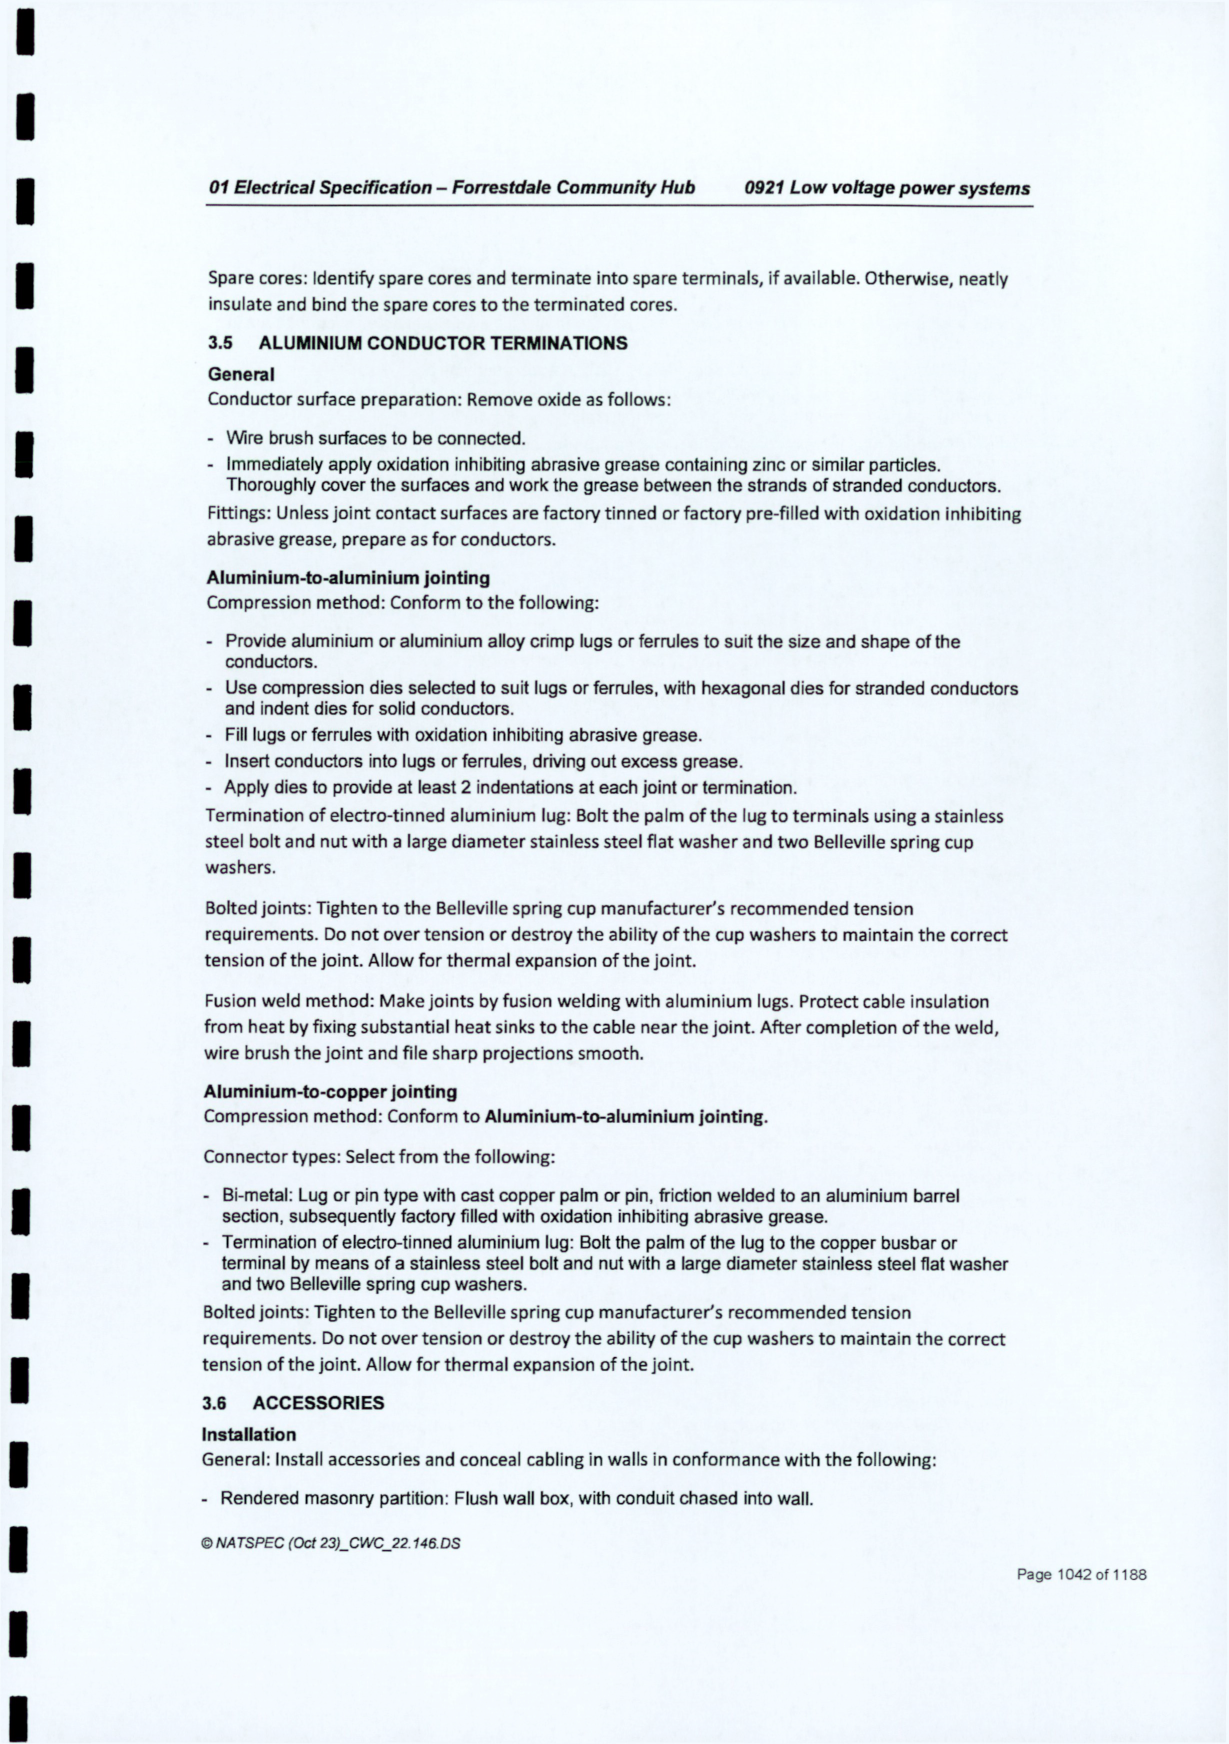 01 Electrical Specification – Forrestdale Community Hub 0921 Low voltage power systems
Spare cores: Identify spare cores and terminate into spare terminals, if available. Otherwise, neatly
insulate and bind the spare cores to the terminated cores.
3.5 ALUMINIUM CONDUCTOR TERMINATIONS
General
Conductor surface preparation: Remove oxide as follows:
- Wire brush surfaces to be connected.
- Immediately apply oxidation inhibiting abrasive grease containing zinc or similar particles.
Thoroughly cover the surfaces and work the grease between the strands of stranded conductors.
Fittings: Unless joint contact surfaces are factory tinned or factory pre-filled with oxidation inhibiting
abrasive grease, prepare as for conductors.
Aluminium-to-aluminium jointing
Compression method: Conform to the following:
- Provide aluminium or aluminium alloy crimp lugs or ferrules to suit the size and shape of the
conductors.
- Use compression dies selected to suit lugs or ferrules, with hexagonal dies for stranded conductors
and indent dies for solid conductors.
- Fill lugs or ferrules with oxidation inhibiting abrasive grease.
- Insert conductors into lugs or ferrules, driving out excess grease.
- Apply dies to provide at least 2 indentations at each joint or termination.
Termination of electro-tinned aluminium lug: Bolt the palm of the lug to terminals using a stainless
steel bolt and nut with a large diameter stainless steel flat washer and two Belleville spring cup
washers.
Bolted joints: Tighten to the Belleville spring cup manufacturer's recommended tension
requirements. Do not over tension or destroy the ability of the cup washers to maintain the correct
tension of the joint. Allow for thermal expansion of the joint.
Fusion weld method: Make joints by fusion welding with aluminium lugs. Protect cable insulation
from heat by fixing substantial heat sinks to the cable near the joint. After completion of the weld,
wire brush the joint and file sharp projections smooth.
Aluminium-to-copper jointing
Compression method: Conform to Aluminium-to-aluminium jointing.
Connector types: Select from the following:
- Bi-metal: Lug or pin type with cast copper palm or pin, friction welded to an aluminium barrel
section, subsequently factory filled with oxidation inhibiting abrasive grease.
- Termination of electro-tinned aluminium lug: Bolt the palm of the lug to the copper busbar or
terminal by means of a stainless steel bolt and nut with a large diameter stainless steel flat washer
and two Belleville spring cup washers.
Bolted joints: Tighten to the Belleville spring cup manufacturer's recommended tension
requirements. Do not over tension or destroy the ability of the cup washers to maintain the correct
tension of the joint. Allow for thermal expansion of the joint.
3.6 ACCESSORIES
Installation
General: Install accessories and conceal cabling in walls in conformance with the following:
- Rendered masonry partition: Flush wall box, with conduit chased into wall.
© NATSPEC (Oct 23)_CWC_22.146.DS
Page 1042 of 1188